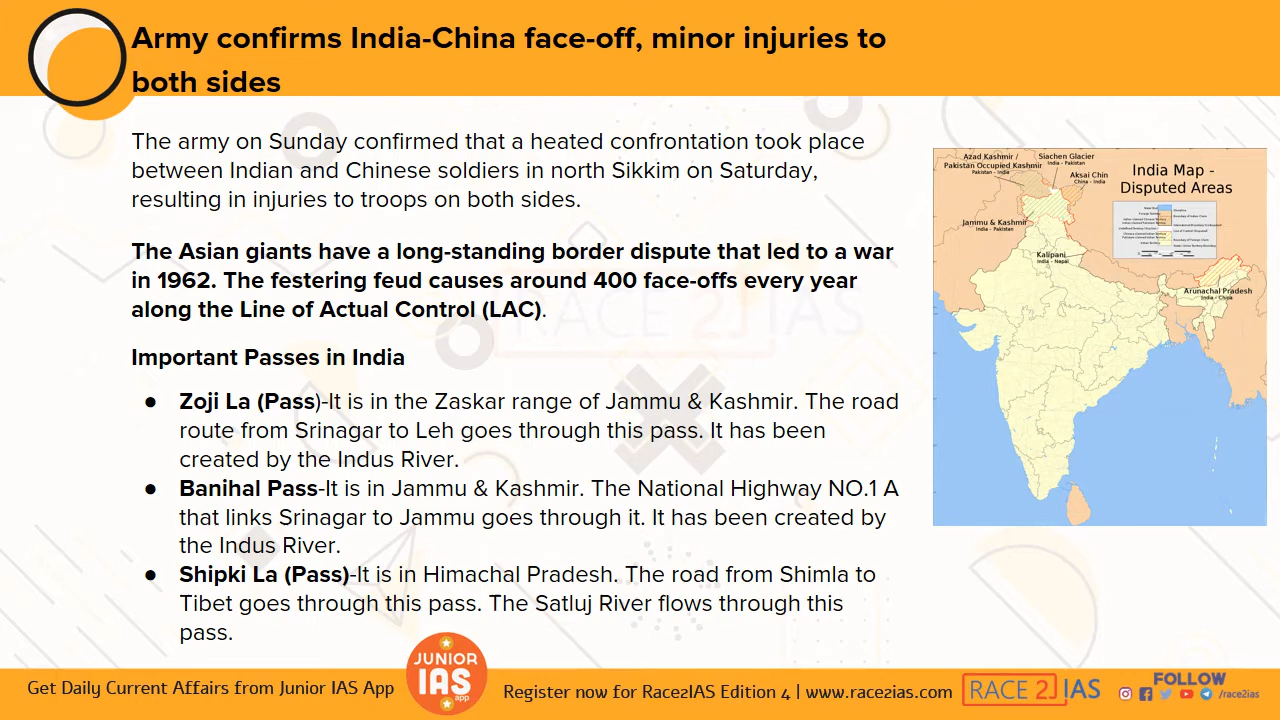 Army confirms India-China face-off, minor injuries to
both sides
The army on Sunday confirmed that a heated confrontation took place
between Indian and Chinese soldiers in north Sikkim on Saturday,
resulting in injuries to troops on both sides.
The Asian giants have a long-standing border dispute that led to a war
in 1962. The festering feud causes around 400 face-offs every year
along the Line of Actual Control (LAC).
Important Passes in India
● Zoji La (Pass)-It is in the Zaskar range of Jammu & Kashmir. The road
route from Srinagar to Leh goes through this pass. It has been
created by the Indus River.
● Banihal Pass-It is in Jammu & Kashmir. The National Highway NO.1 A
that links Srinagar to Jammu goes through it. It has been created by
the Indus River.
● Shipki La (Pass)-It is in Himachal Pradesh. The road from Shimla to
Tibet goes through this pass. The Satluj River flows through this
pass.
RACE 2 IAS
India Map -
Disputed Areas
Azad Kashmir /
Pakistan Occupied Kashmir
Pakistan - India
Siachen Glacier
India - Pakistan
Aksai Chin
China - India
Jammu & Kashmir
India - Pakistan
Kalipani
India - Nepal
Arunachal Pradesh
India - China
Get Daily Current Affairs from Junior IAS App
JUNIOR
IAS
app
Register now for Race2IAS Edition 4 | www.race2ias.com
RACE 2 IAS
FOLLOW
/race2ias